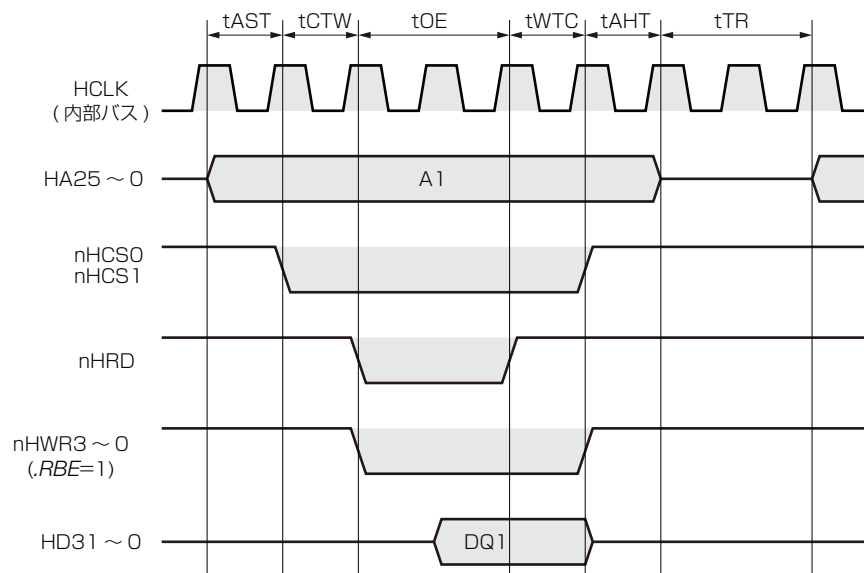 tAST tCTW tOE tWTC tAHT tTR
HCLK
(内部バス)
HA25～0
A1
nHCS0
nHCS1
nHRD
nHWR3～0
(.RBE=1)
HD31～0
DQ1